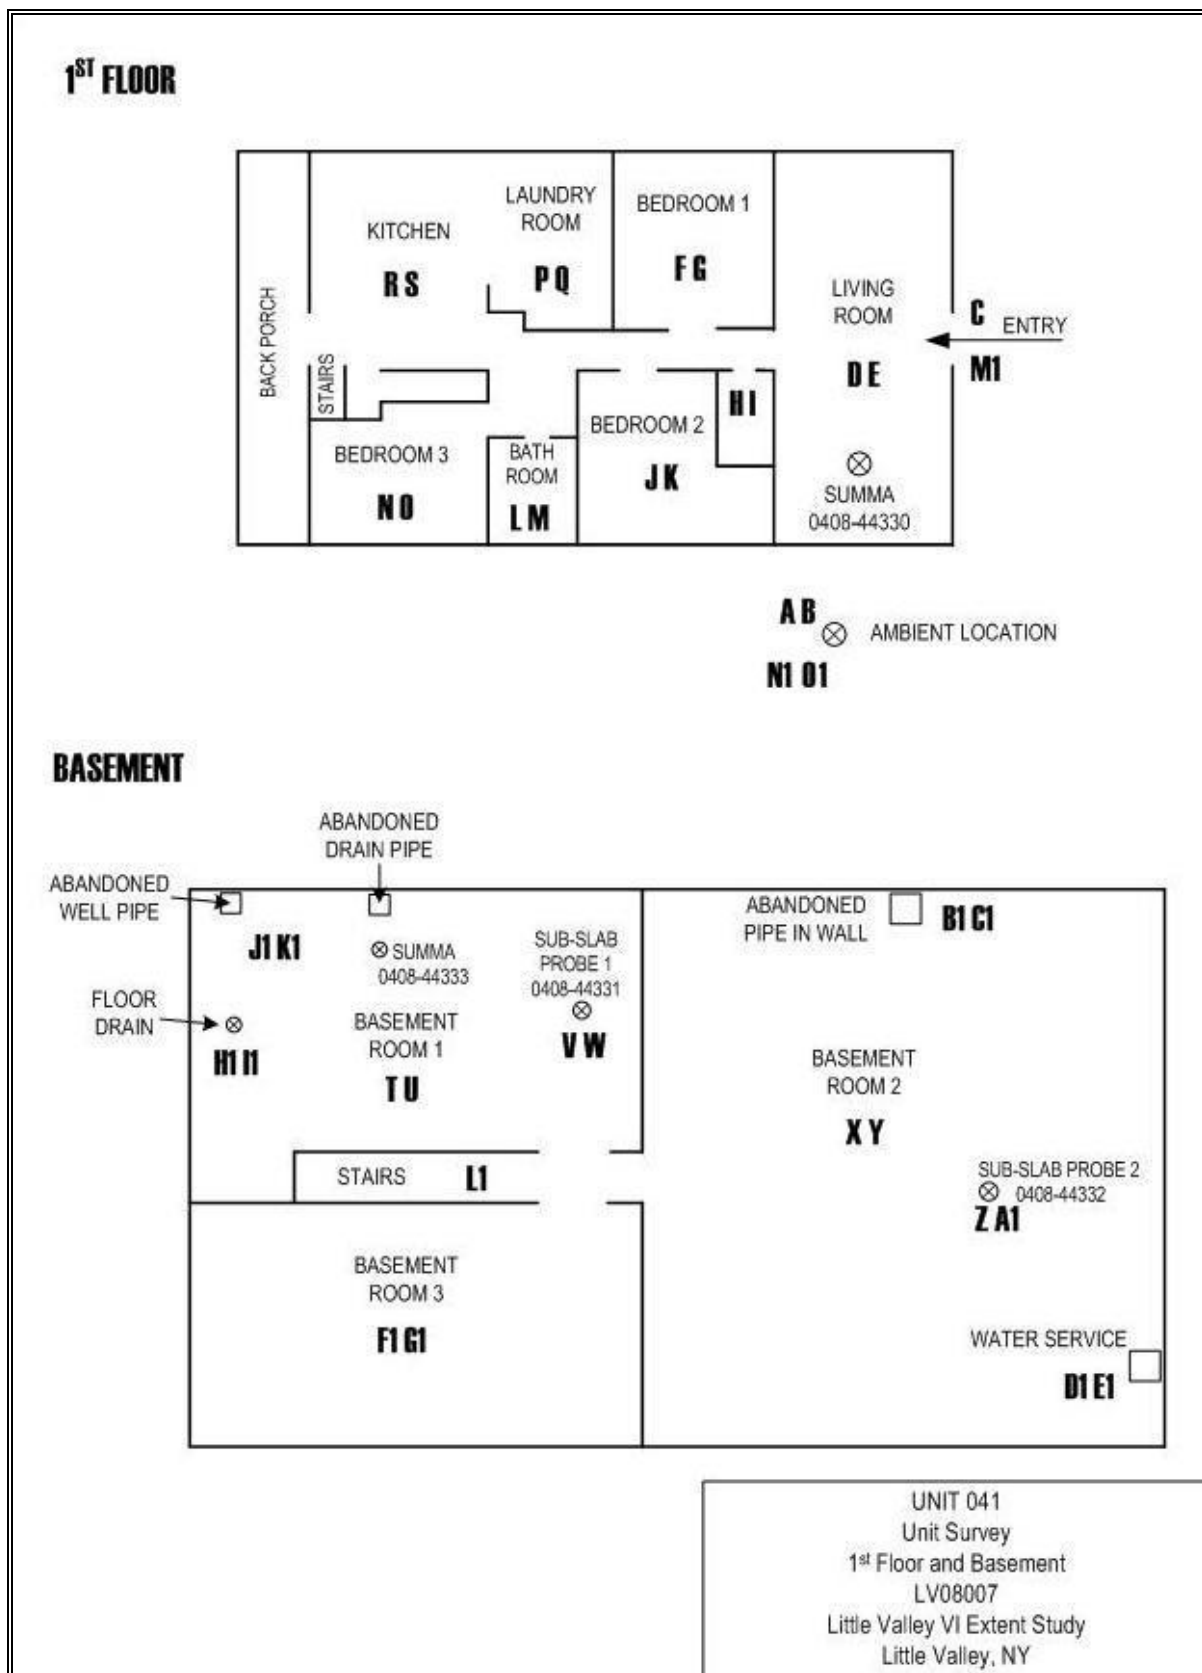 1ST FLOOR
KITCHEN
R S
LAUNDRY
ROOM
P Q
BEDROOM 1
F G
LIVING
ROOM
D E
C
ENTRY
M1
BACK PORCH
STAIRS
BEDROOM 3
N O
BATH
ROOM
L M
BEDROOM 2
J K
H I
SUMMA
0408-44330
A B
AMBIENT LOCATION
N1 O1
BASEMENT
ABANDONED
DRAIN PIPE
ABANDONED
WELL PIPE
J1 K1
SUMMA
0408-44333
SUB-SLAB
PROBE 1
0408-44331
V W
ABANDONED
PIPE IN WALL
B1 C1
FLOOR
DRAIN
H1 I1
BASEMENT
ROOM 1
T U
BASEMENT
ROOM 2
X Y
STAIRS
L1
SUB-SLAB PROBE 2
0408-44332
Z A1
BASEMENT
ROOM 3
F1 G1
WATER SERVICE
D1 E1
UNIT 041
Unit Survey
1st Floor and Basement
LV08007
Little Valley VI Extent Study
Little Valley, NY